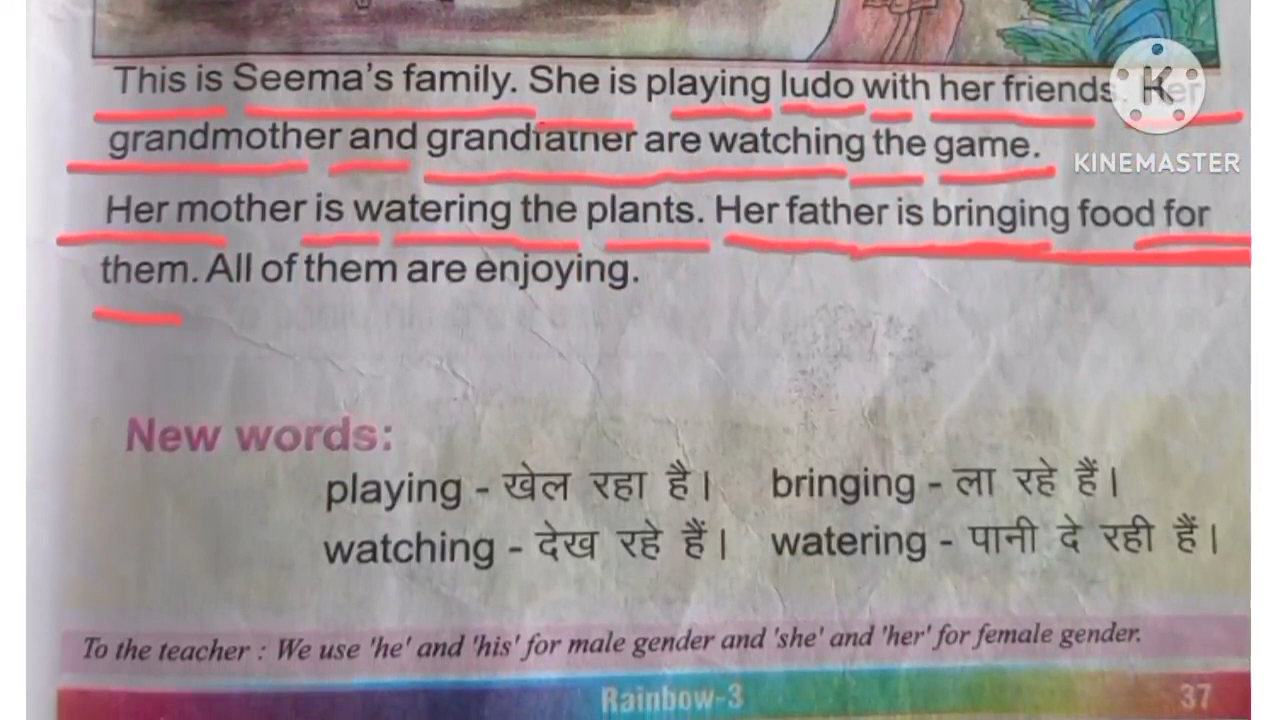 This is Seema's family. She is playing ludo with her friends. Her
grandmother and grandfather are watching the game.
KINEMASTER
Her mother is watering the plants. Her father is bringing food for
them. All of them are enjoying.
New words:
playing - खेल रहा है। bringing - ला रहे हैं।
watching - देख रहे हैं। watering - पानी दे रही हैं।
To the teacher : We use 'he' and 'his' for male gender and 'she' and 'her' for female gender.
Rainbow-3 37